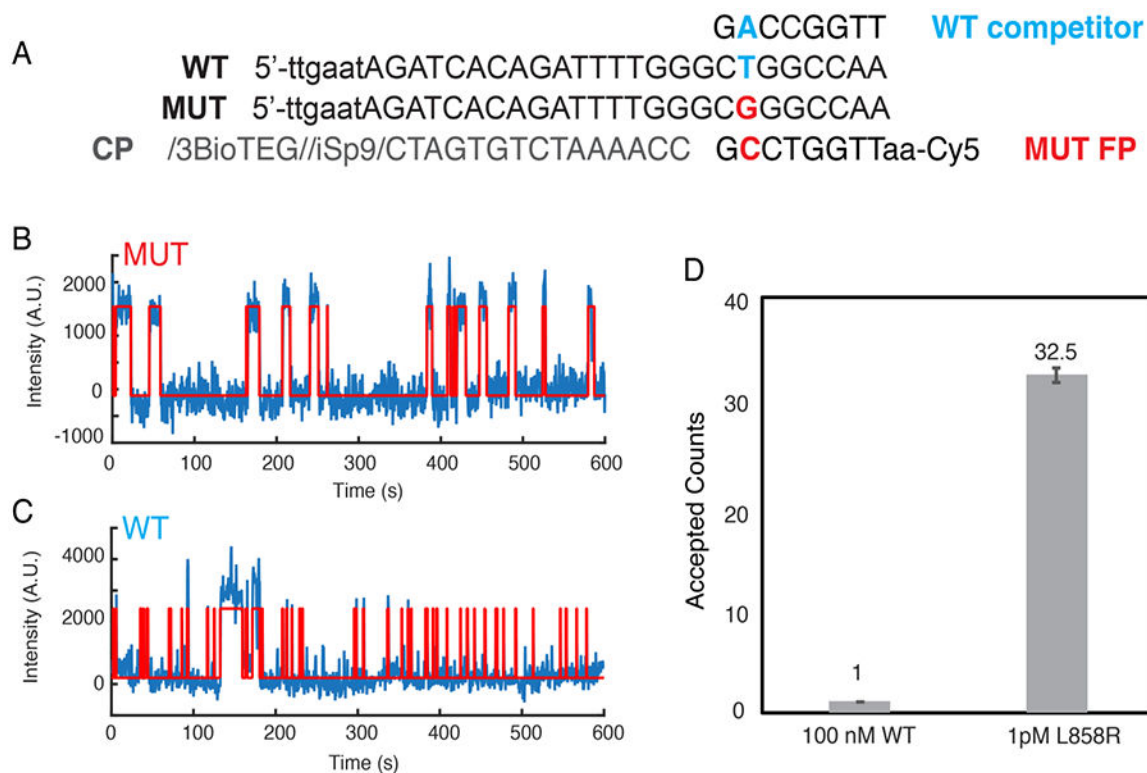 A
GACCGGTT WT competitor
WT 5'-ttgaatAGATCACAGATTTTGGGCTGGCCAA
MUT 5'-ttgaatAGATCACAGATTTTGGGCGGGCCAA
CP /3BioTEG//iSp9/CTAGTGTCTAAAACC GCCTGGTTaa-Cy5 MUT FP
B
MUT
Intensity (A.U.)
2000
1000
0
-1000
0 100 200 300 400 500 600
Time (s)
C
WT
Intensity (A.U.)
4000
2000
0
0 100 200 300 400 500 600
Time (s)
D
Accepted Counts
40
30
20
10
0
1
32.5
100 nM WT 1pM L858R